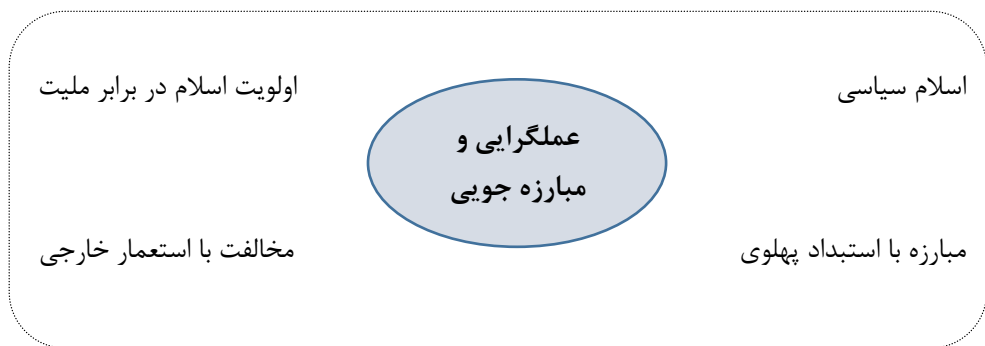 اسلام سیاسی
اولویت اسلام در برابر ملیت
عملگرایی و
مبارزه جویی
مبارزه با استبداد پهلوی
مخالفت با استعمار خارجی